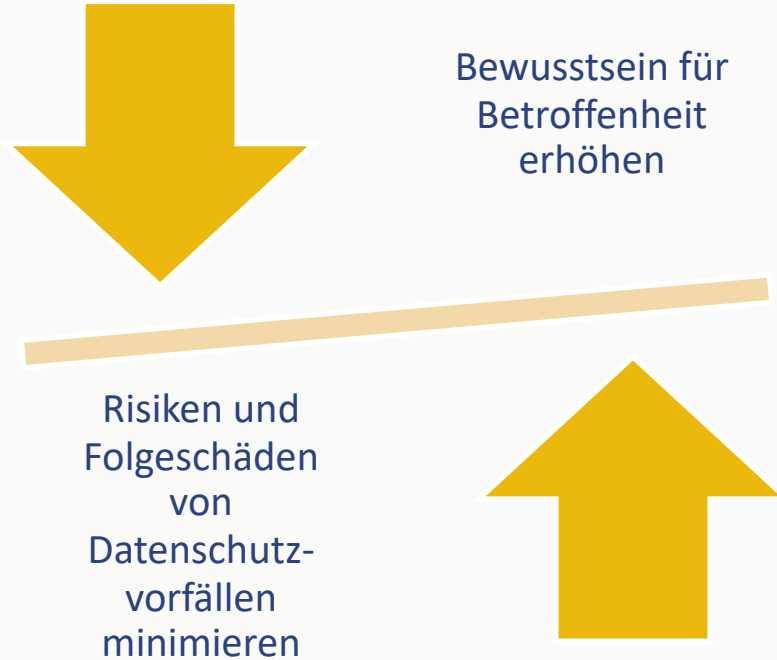 Bewusstsein für
Betroffenheit
erhöhen
Risiken und
Folgeschäden
von
Datenschutz-
vorfällen
minimieren